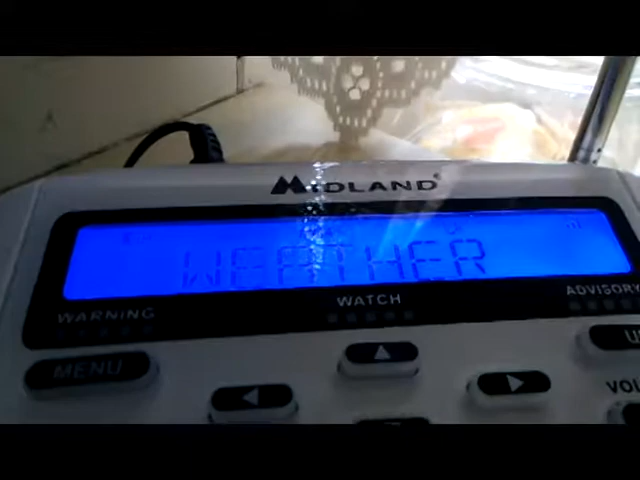 MIDLAND
WEATHER
WARNING
WATCH
ADVISORY
MENU